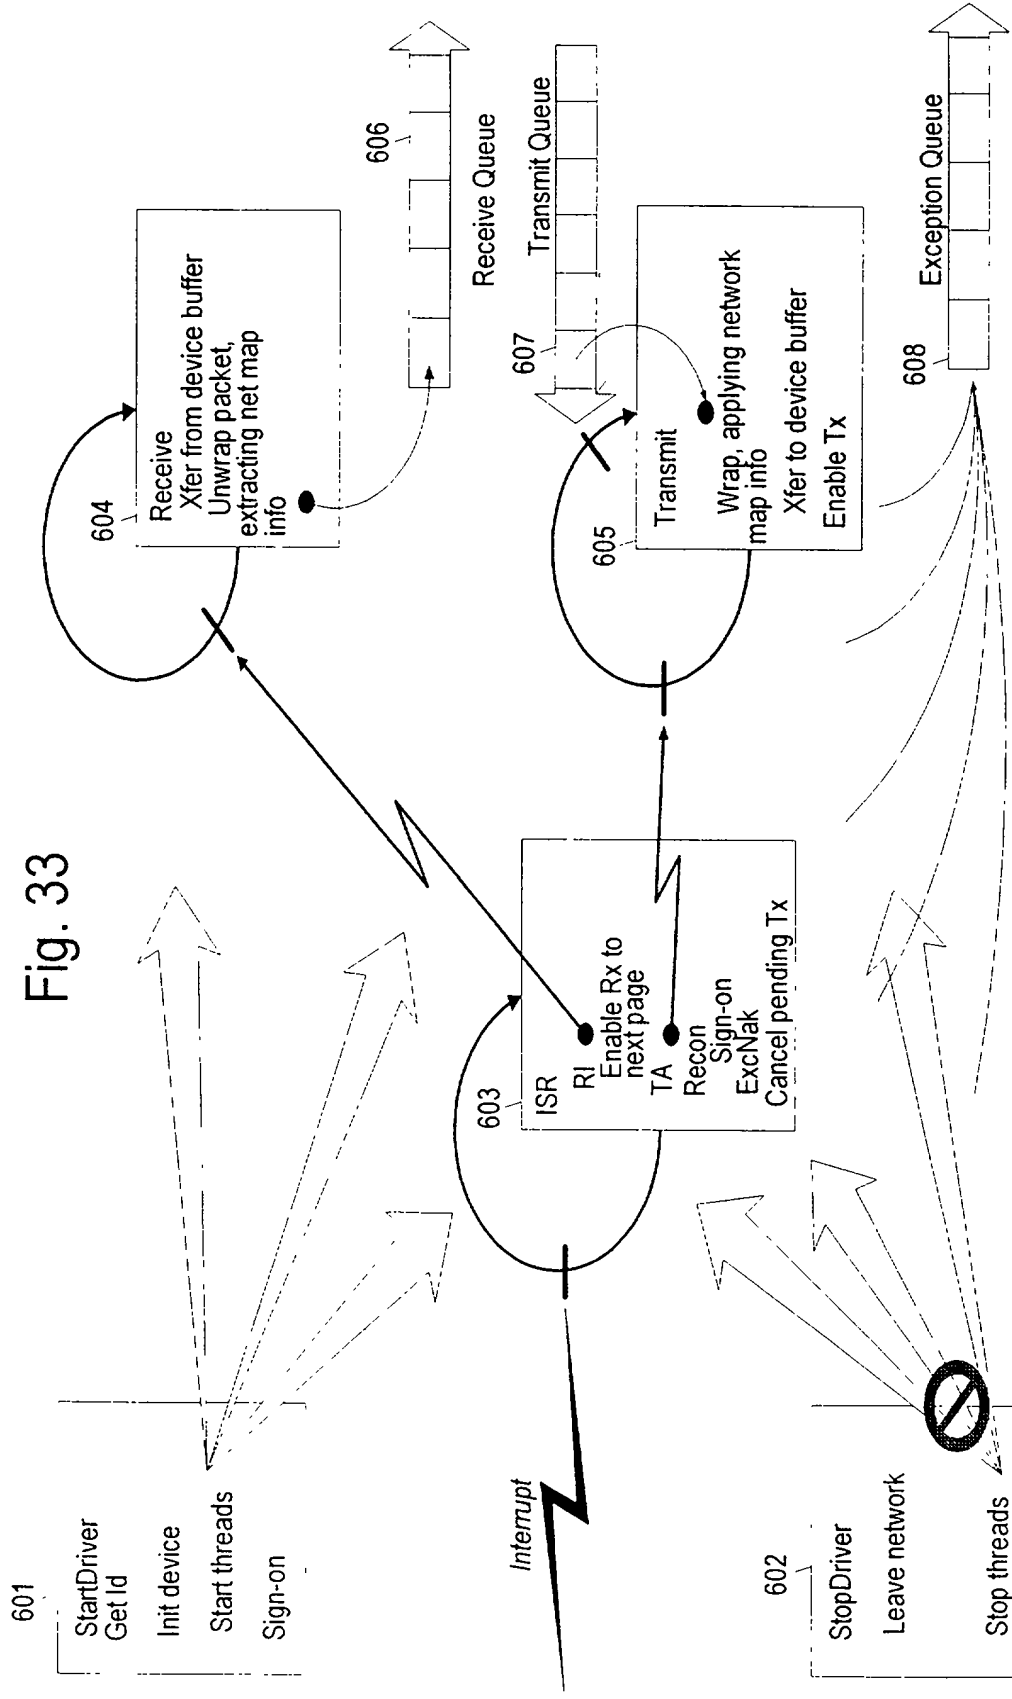 Fig. 33
601
StartDriver
Get Id
Init device
Start threads
Sign-on
Interrupt
602
StopDriver
Leave network
Stop threads
603
ISR
RI
Enable Rx to
next page
TA
Recon
Sign-on
ExcNak
Cancel pending Tx
604
Receive
Xfer from device buffer
Unwrap packet,
extracting net map
info
605
Transmit
Wrap, applying network
map info
Xfer to device buffer
Enable Tx
606
Receive Queue
607
Transmit Queue
608
Exception Queue